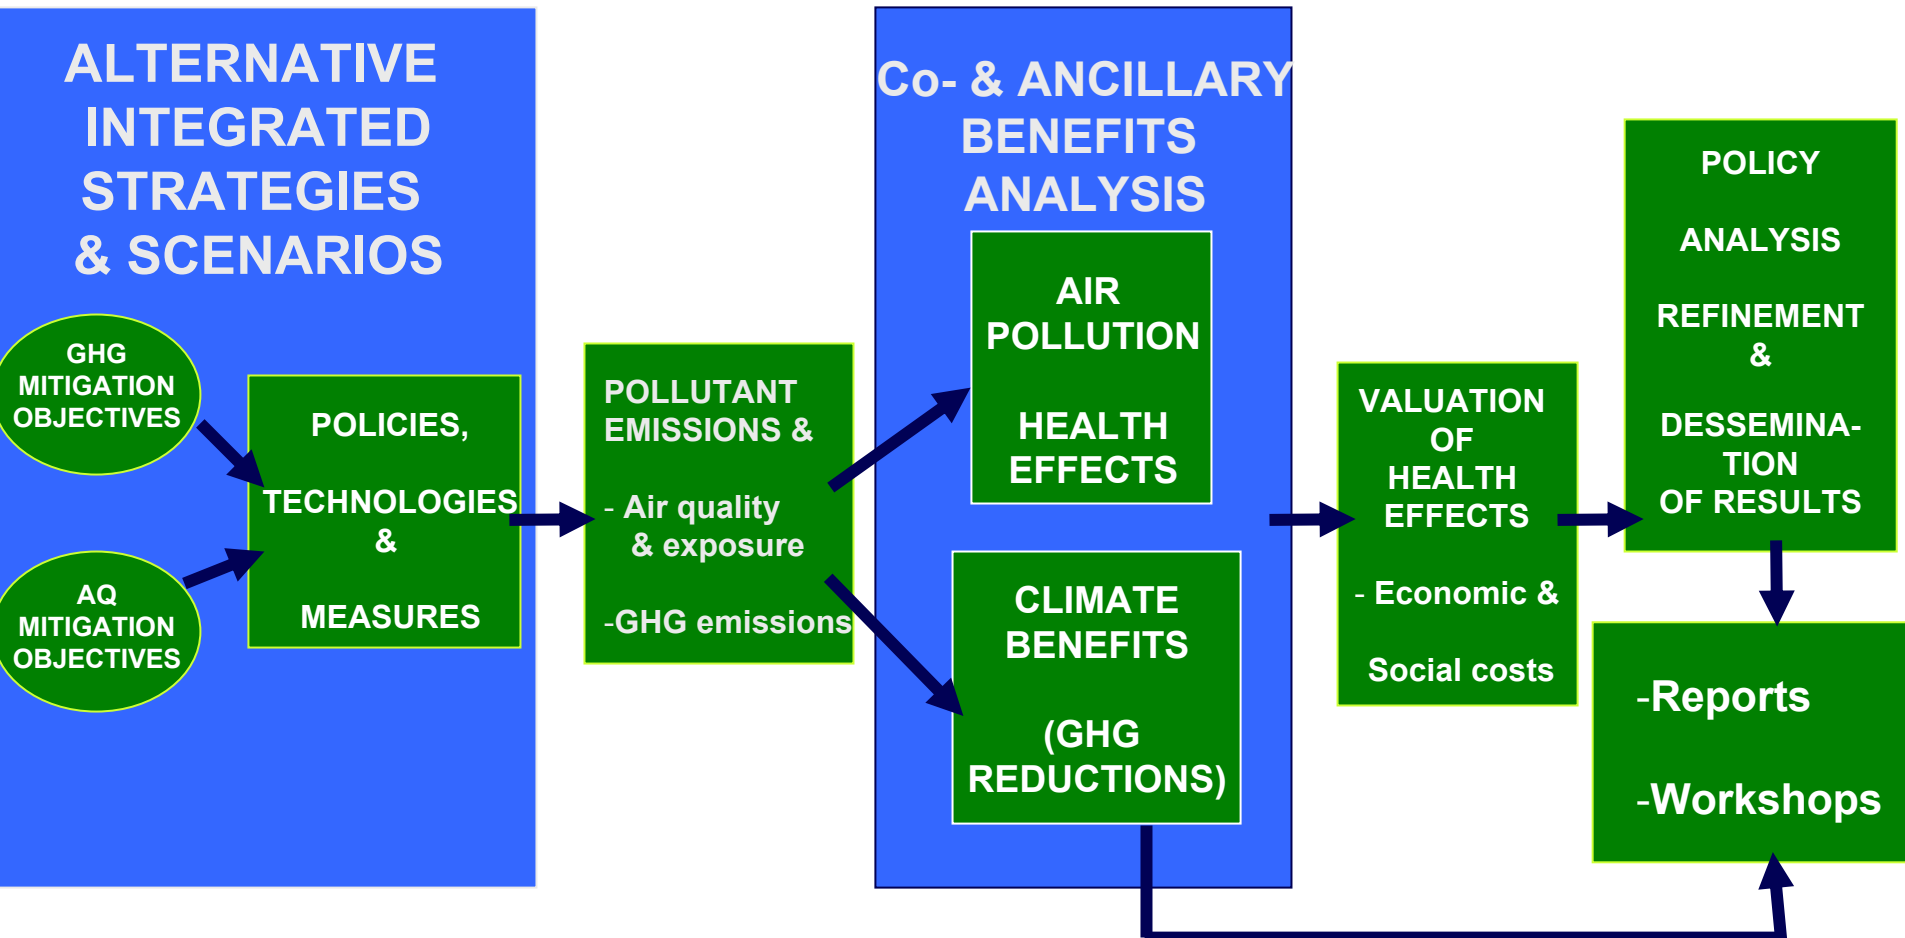 ALTERNATIVE
INTEGRATED
STRATEGIES
& SCENARIOS
GHG
MITIGATION
OBJECTIVES
AQ
MITIGATION
OBJECTIVES
POLICIES,
TECHNOLOGIES
&
MEASURES
POLLUTANT
EMISSIONS &
- Air quality
& exposure
-GHG emissions
Co- & ANCILLARY
BENEFITS
ANALYSIS
AIR
POLLUTION
HEALTH
EFFECTS
CLIMATE
BENEFITS
(GHG
REDUCTIONS)
VALUATION
OF
HEALTH
EFFECTS
- Economic &
Social costs
POLICY
ANALYSIS
REFINEMENT
&
DESSEMINA-
TION
OF RESULTS
-Reports
-Workshops